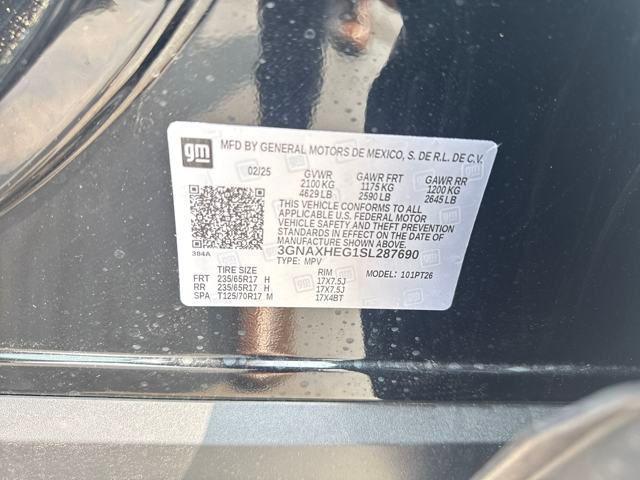 gm MFD BY GENERAL MOTORS DE MEXICO, S. DE R.L. DE C.V.
02/25 GVWR GAWR FRT GAWR RR
2100 KG 1175 KG 1200 KG
4629 LB 2590 LB 2645 LB
THIS VEHICLE CONFORMS TO ALL
APPLICABLE U.S. FEDERAL MOTOR
VEHICLE SAFETY AND THEFT PREVENTION
STANDARDS IN EFFECT ON THE DATE OF
MANUFACTURE SHOWN ABOVE.
384A 3GNAXHEG1SL287690
TYPE: MPV MODEL: 101PT26
TIRE SIZE RIM
FRT 235/65R17 H 17X7.5J
RR 235/65R17 H 17X7.5J
SPA T125/70R17 M 17X4BT